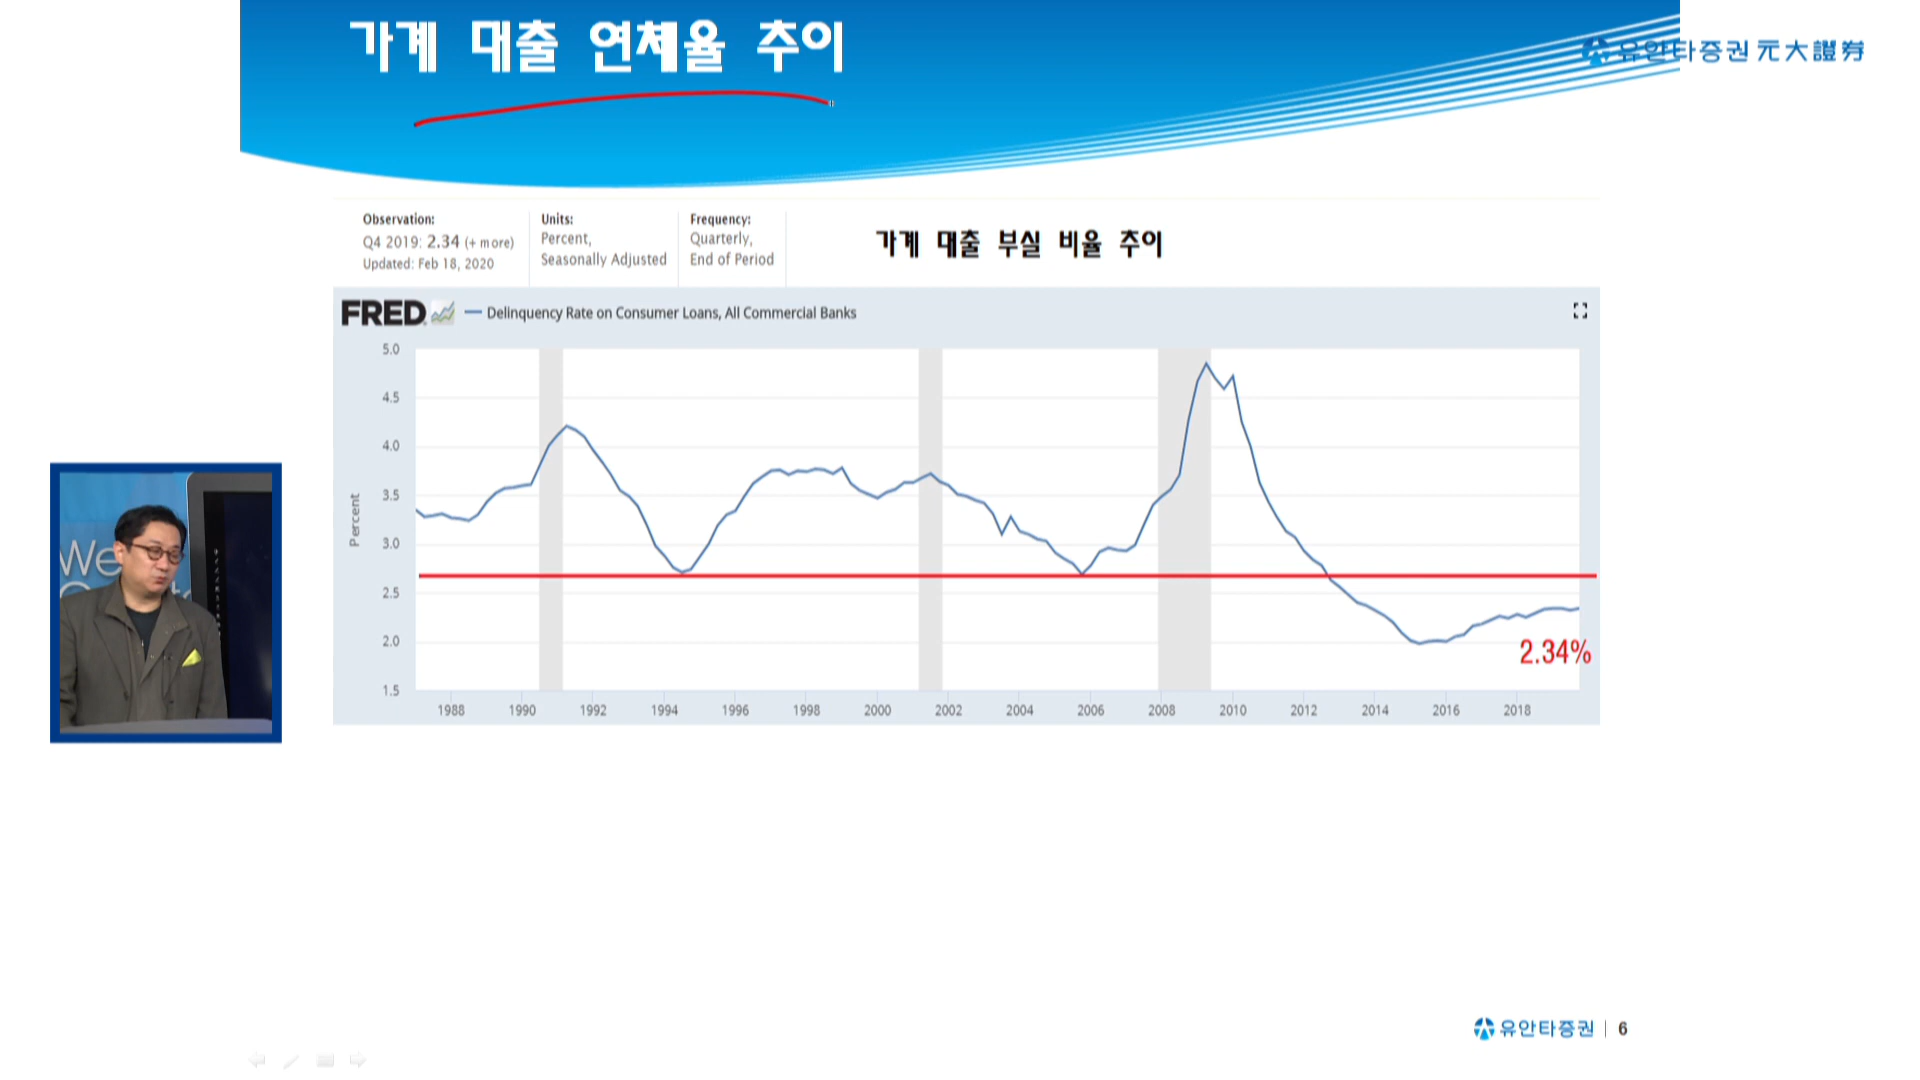 가계 대출 연체율 추이
유안타증권 元大證券
Observation:
Q4 2019: 2.34 (+ more)
Updated: Feb 18, 2020
Units:
Percent,
Seasonally Adjusted
Frequency:
Quarterly,
End of Period
가계 대출 부실 비율 추이
FRED
Delinquency Rate on Consumer Loans, All Commercial Banks
5.0
4.5
4.0
3.5
3.0
2.5
2.0
1.5
Percent
2.34%
1988 1990 1992 1994 1996 1998 2000 2002 2004 2006 2008 2010 2012 2014 2016 2018
We
유안타증권 | 6